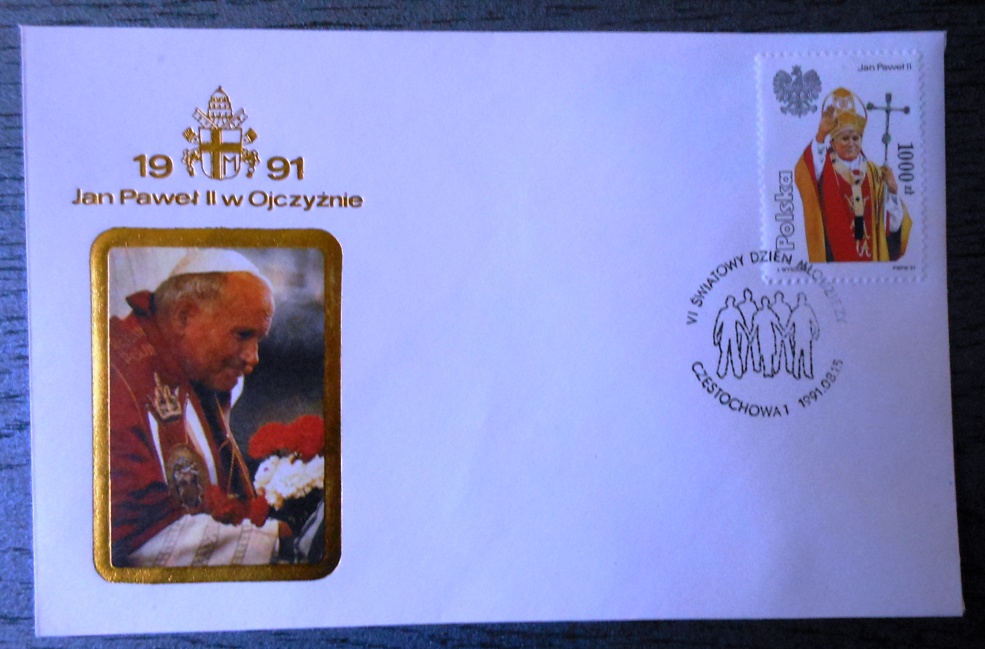 19 91
Jan Paweł II w Ojczyźnie
Jan Paweł II
1000 zł
Polska
VI ŚWIATOWY DZIEŃ MŁODZIEŻY
CZĘSTOCHOWA 1 1991.08.15